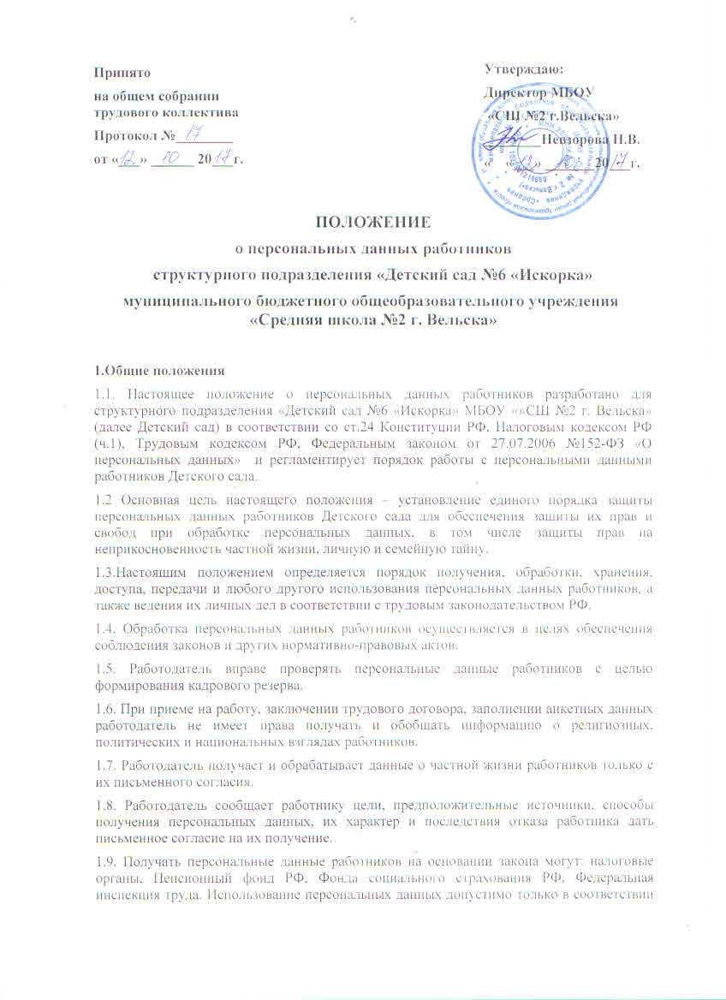 Принято
на общем собрании
трудового коллектива
Протокол № 17
от «12» 10 2017 г.
Утверждаю:
Директор МБОУ
«СШ №2 г.Вельска»
Невзорова Н.В.
« «12» 10 2017 г.
ПОЛОЖЕНИЕ
о персональных данных работников
структурного подразделения «Детский сад №6 «Искорка»
муниципального бюджетного общеобразовательного учреждения
«Средняя школа №2 г. Вельска»
1.Общие положения
1.1. Настоящее положение о персональных данных работников разработано для
структурного подразделения «Детский сад №6 «Искорка» МБОУ «»СШ №2 г. Вельска»
(далее Детский сад) в соответствии со ст.24 Конституции РФ, Налоговым кодексом РФ
(ч.1), Трудовым кодексом РФ, Федеральным законом от 27.07.2006 №152-ФЗ «О
персональных данных» и регламентирует порядок работы с персональными данными
работников Детского сада.
1.2 Основная цель настоящего положения – установление единого порядка защиты
персональных данных работников Детского сада для обеспечения защиты их прав и
свобод при обработке персональных данных, в том числе защиты прав на
неприкосновенность частной жизни, личную и семейную тайну.
1.3.Настоящим положением определяется порядок получения, обработки, хранения,
доступа, передачи и любого другого использования персональных данных работников, а
также ведения их личных дел в соответствии с трудовым законодательством РФ.
1.4. Обработка персональных данных работников осуществляется в целях обеспечения
соблюдения законов и других нормативно-правовых актов.
1.5. Работодатель вправе проверять персональные данные работников с целью
формирования кадрового резерва.
1.6. При приеме на работу, заключении трудового договора, заполнении анкетных данных
работодатель не имеет права получать и обобщать информацию о религиозных,
политических и национальных взглядах работников.
1.7. Работодатель получает и обрабатывает данные о частной жизни работников только с
их письменного согласия.
1.8. Работодатель сообщает работнику цели, предположительные источники, способы
получения персональных данных, их характер и последствия отказа работника дать
письменное согласие на их получение.
1.9. Получать персональные данные работников на основании закона могут: налоговые
органы, Пенсионный фонд РФ, Фонда социального страхования РФ, Федеральная
инспекция труда. Использование персональных данных допустимо только в соответствии